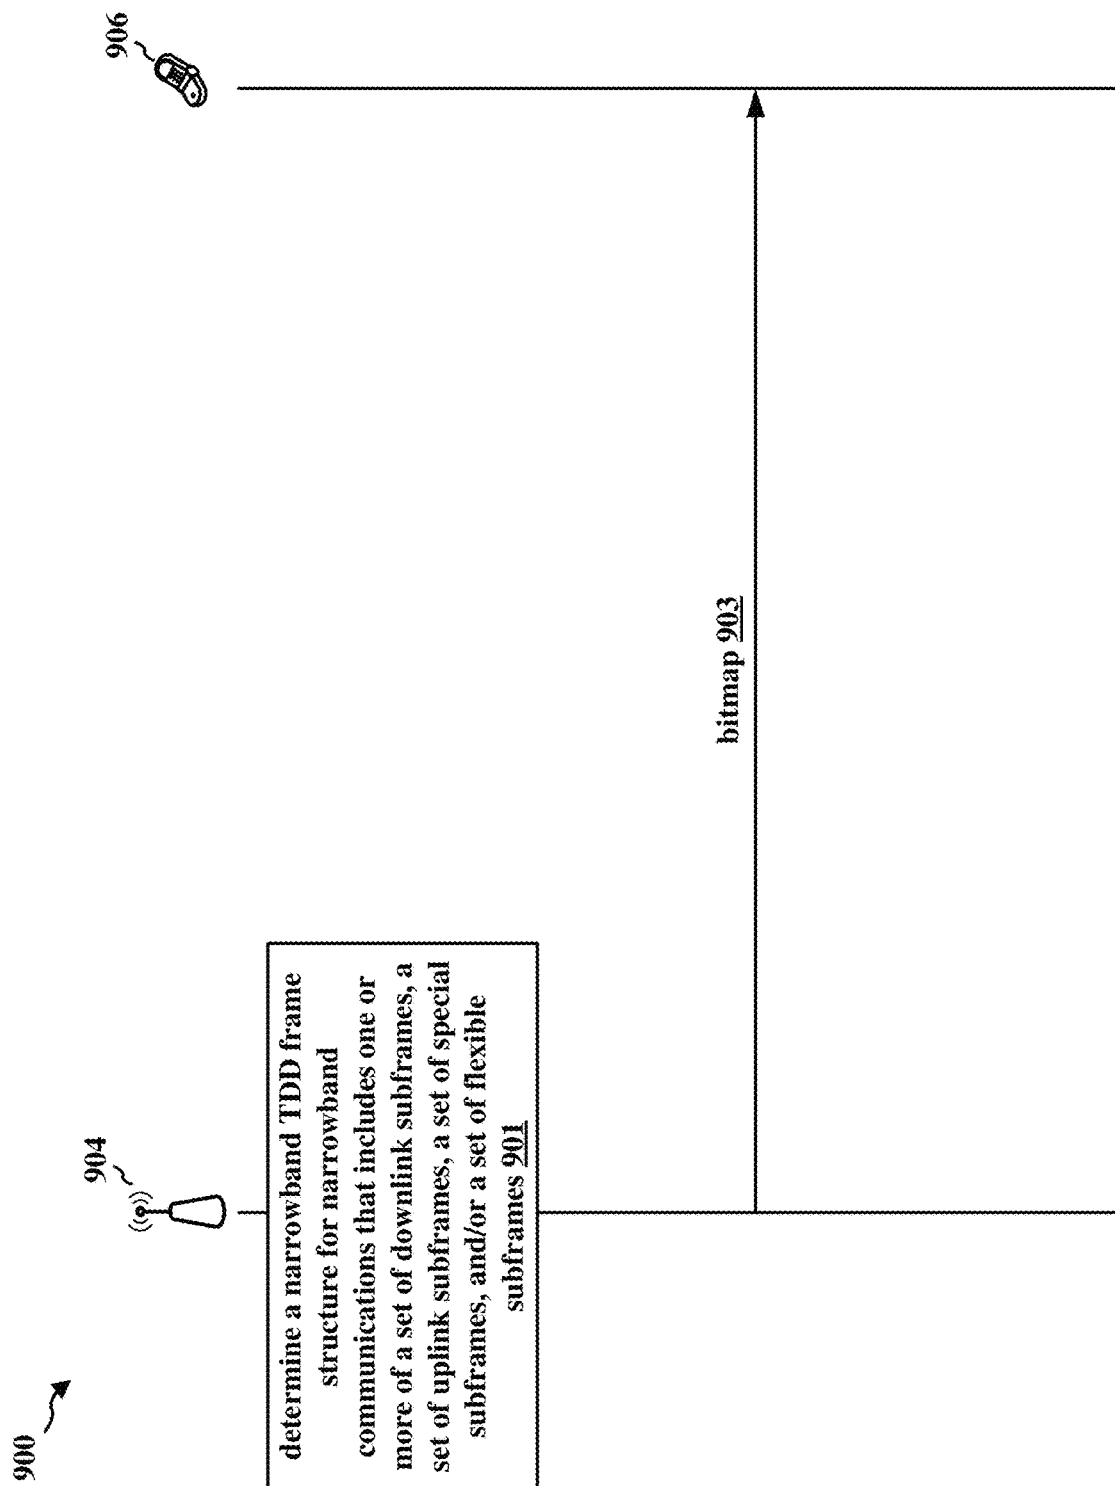 900
904
906
determine a narrowband TDD frame
structure for narrowband
communications that includes one or
more of a set of downlink subframes, a
set of uplink subframes, a set of special
subframes, and/or a set of flexible
subframes 901
bitmap 903